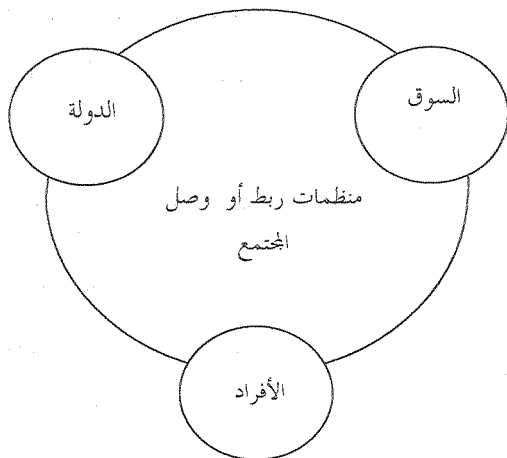 السوق
الدولة
منظمات ربط أو وصل
المجتمع
الأفراد